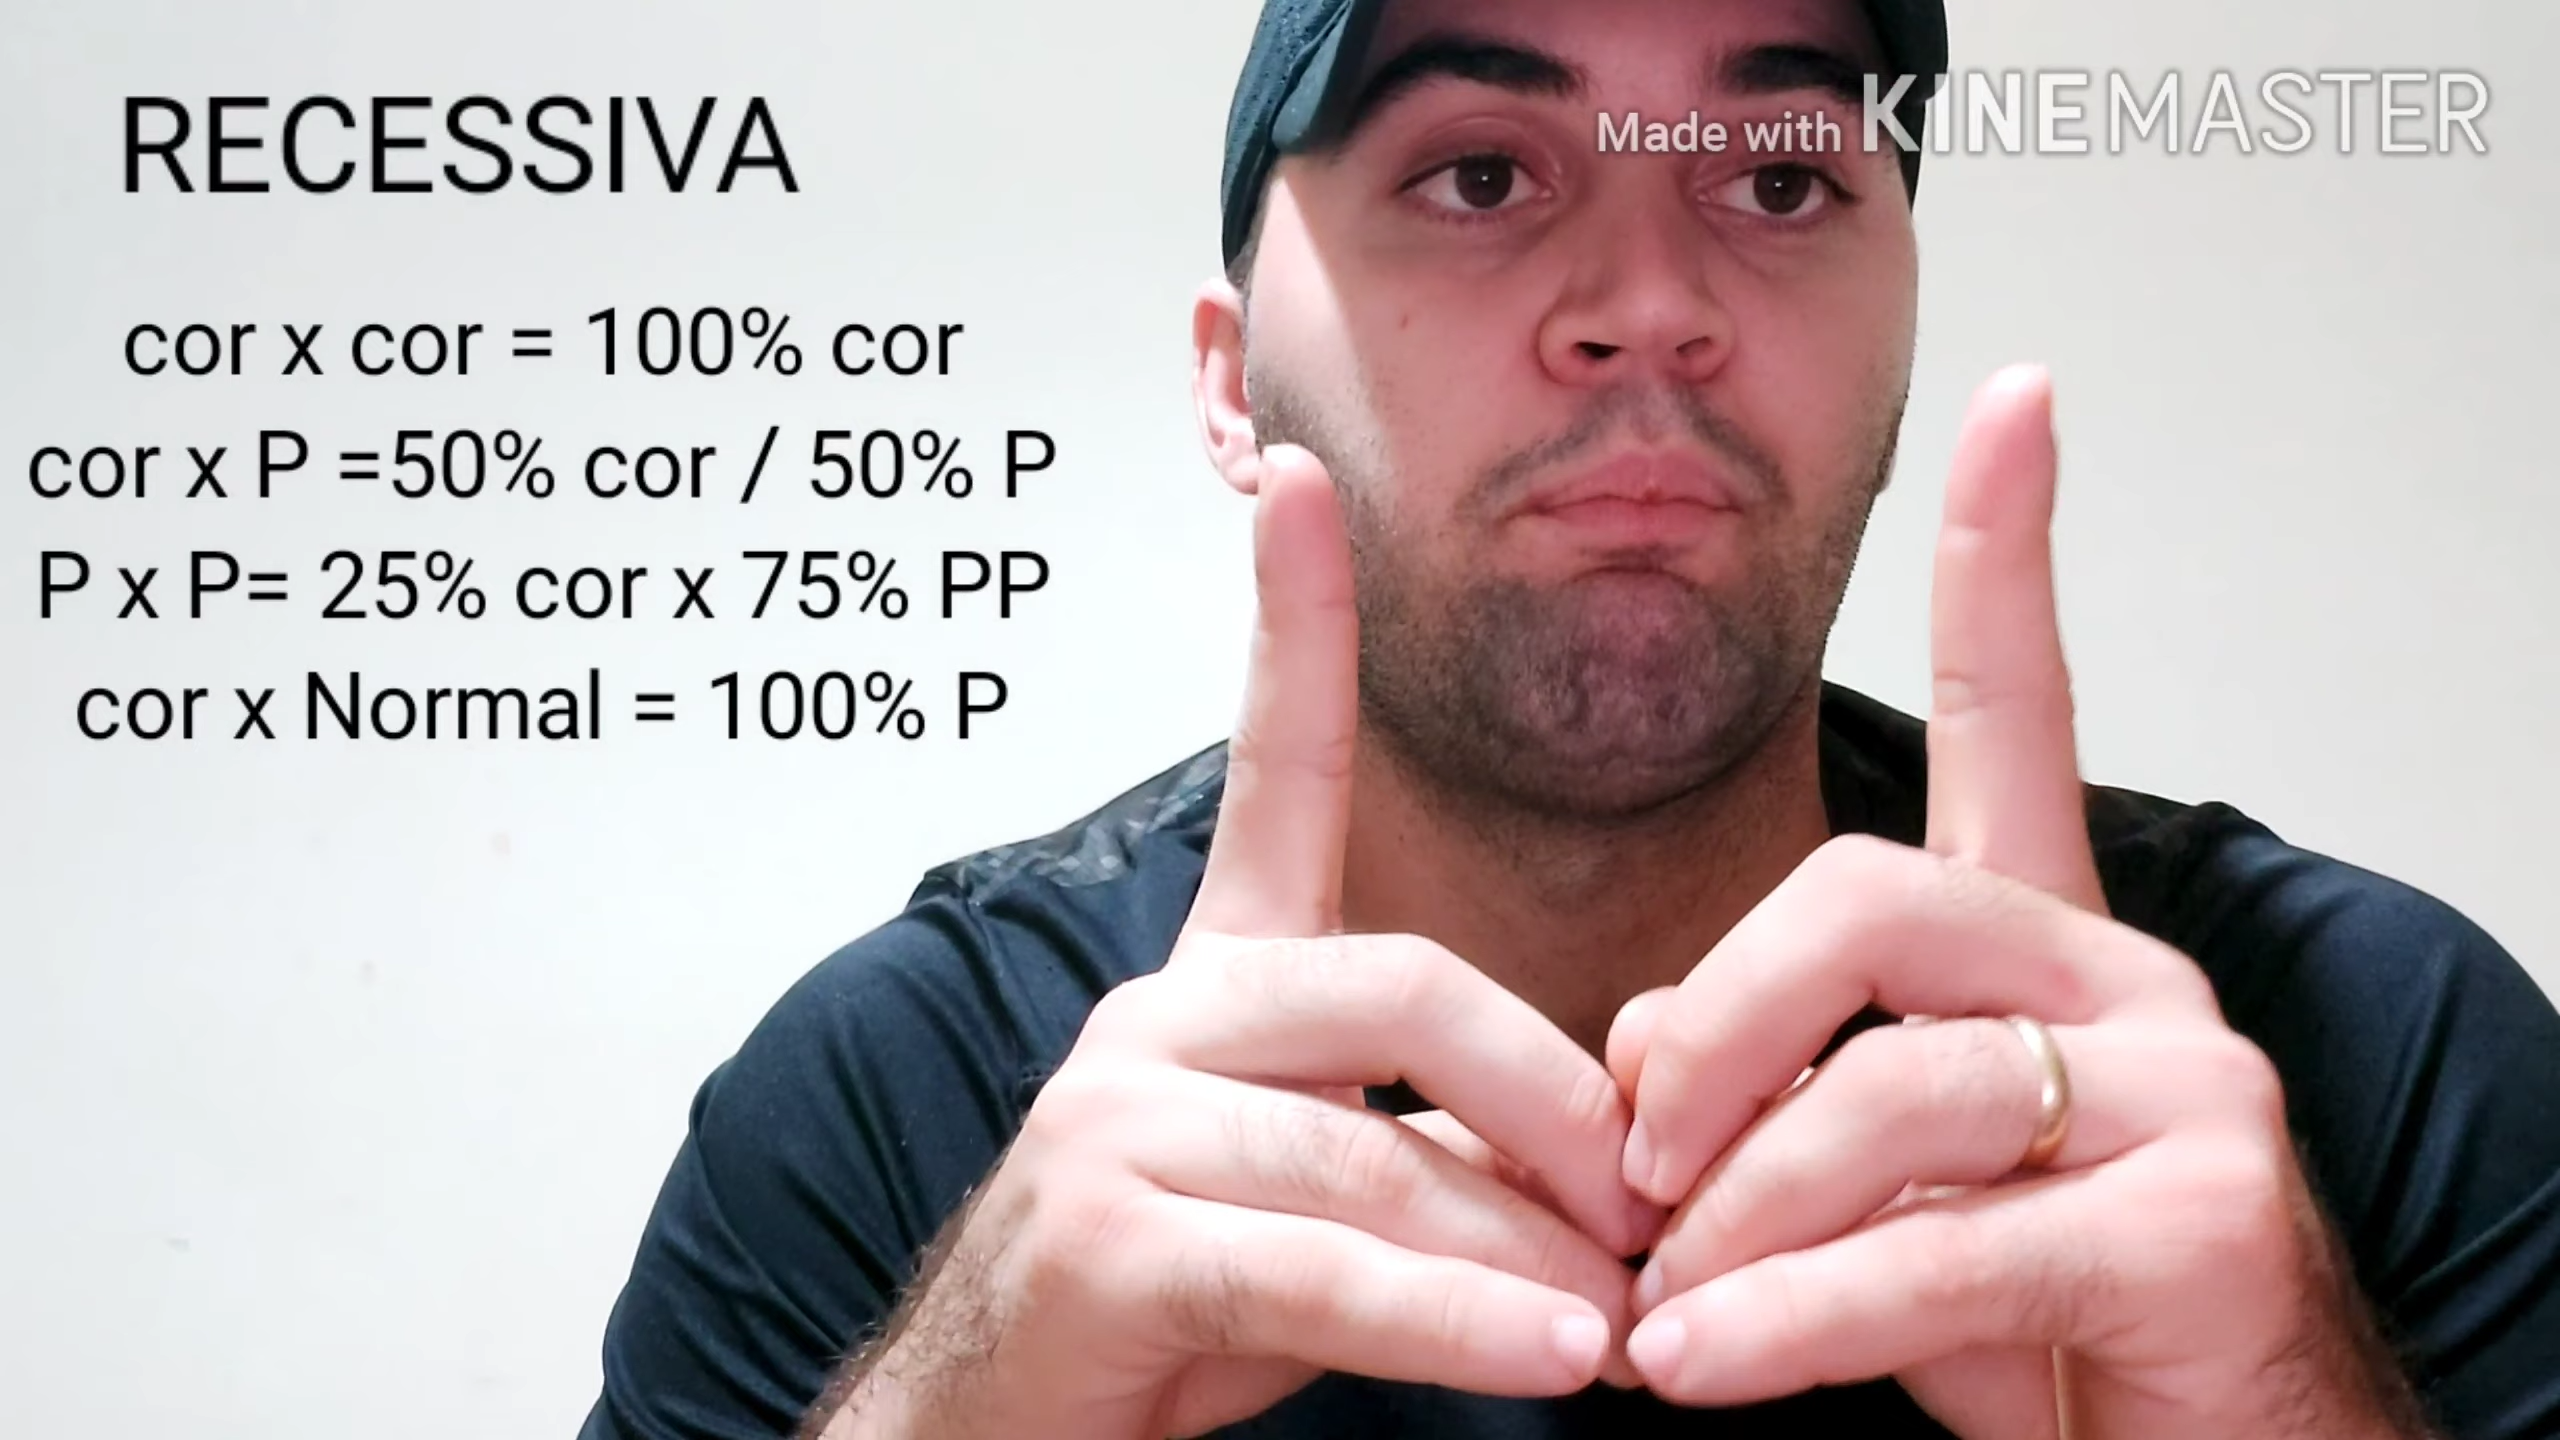 RECESSIVA
Made with KINEMASTER
cor x cor = 100% cor
cor x P =50% cor / 50% P
P x P= 25% cor x 75% PP
cor x Normal = 100% P